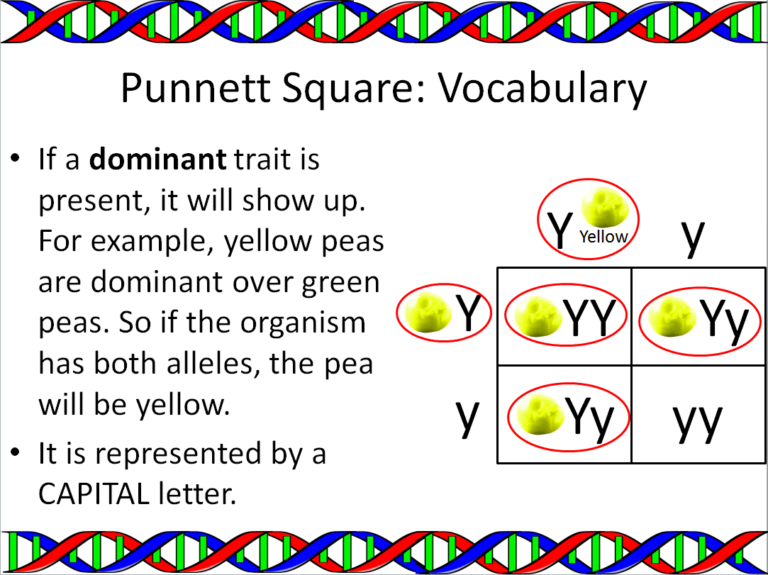 Punnett Square: Vocabulary
• If a dominant trait is
present, it will show up.
For example, yellow peas
are dominant over green
peas. So if the organism
has both alleles, the pea
will be yellow.
• It is represented by a
CAPITAL letter.
Y Yellow y
Y YY Yy
y Yy yy